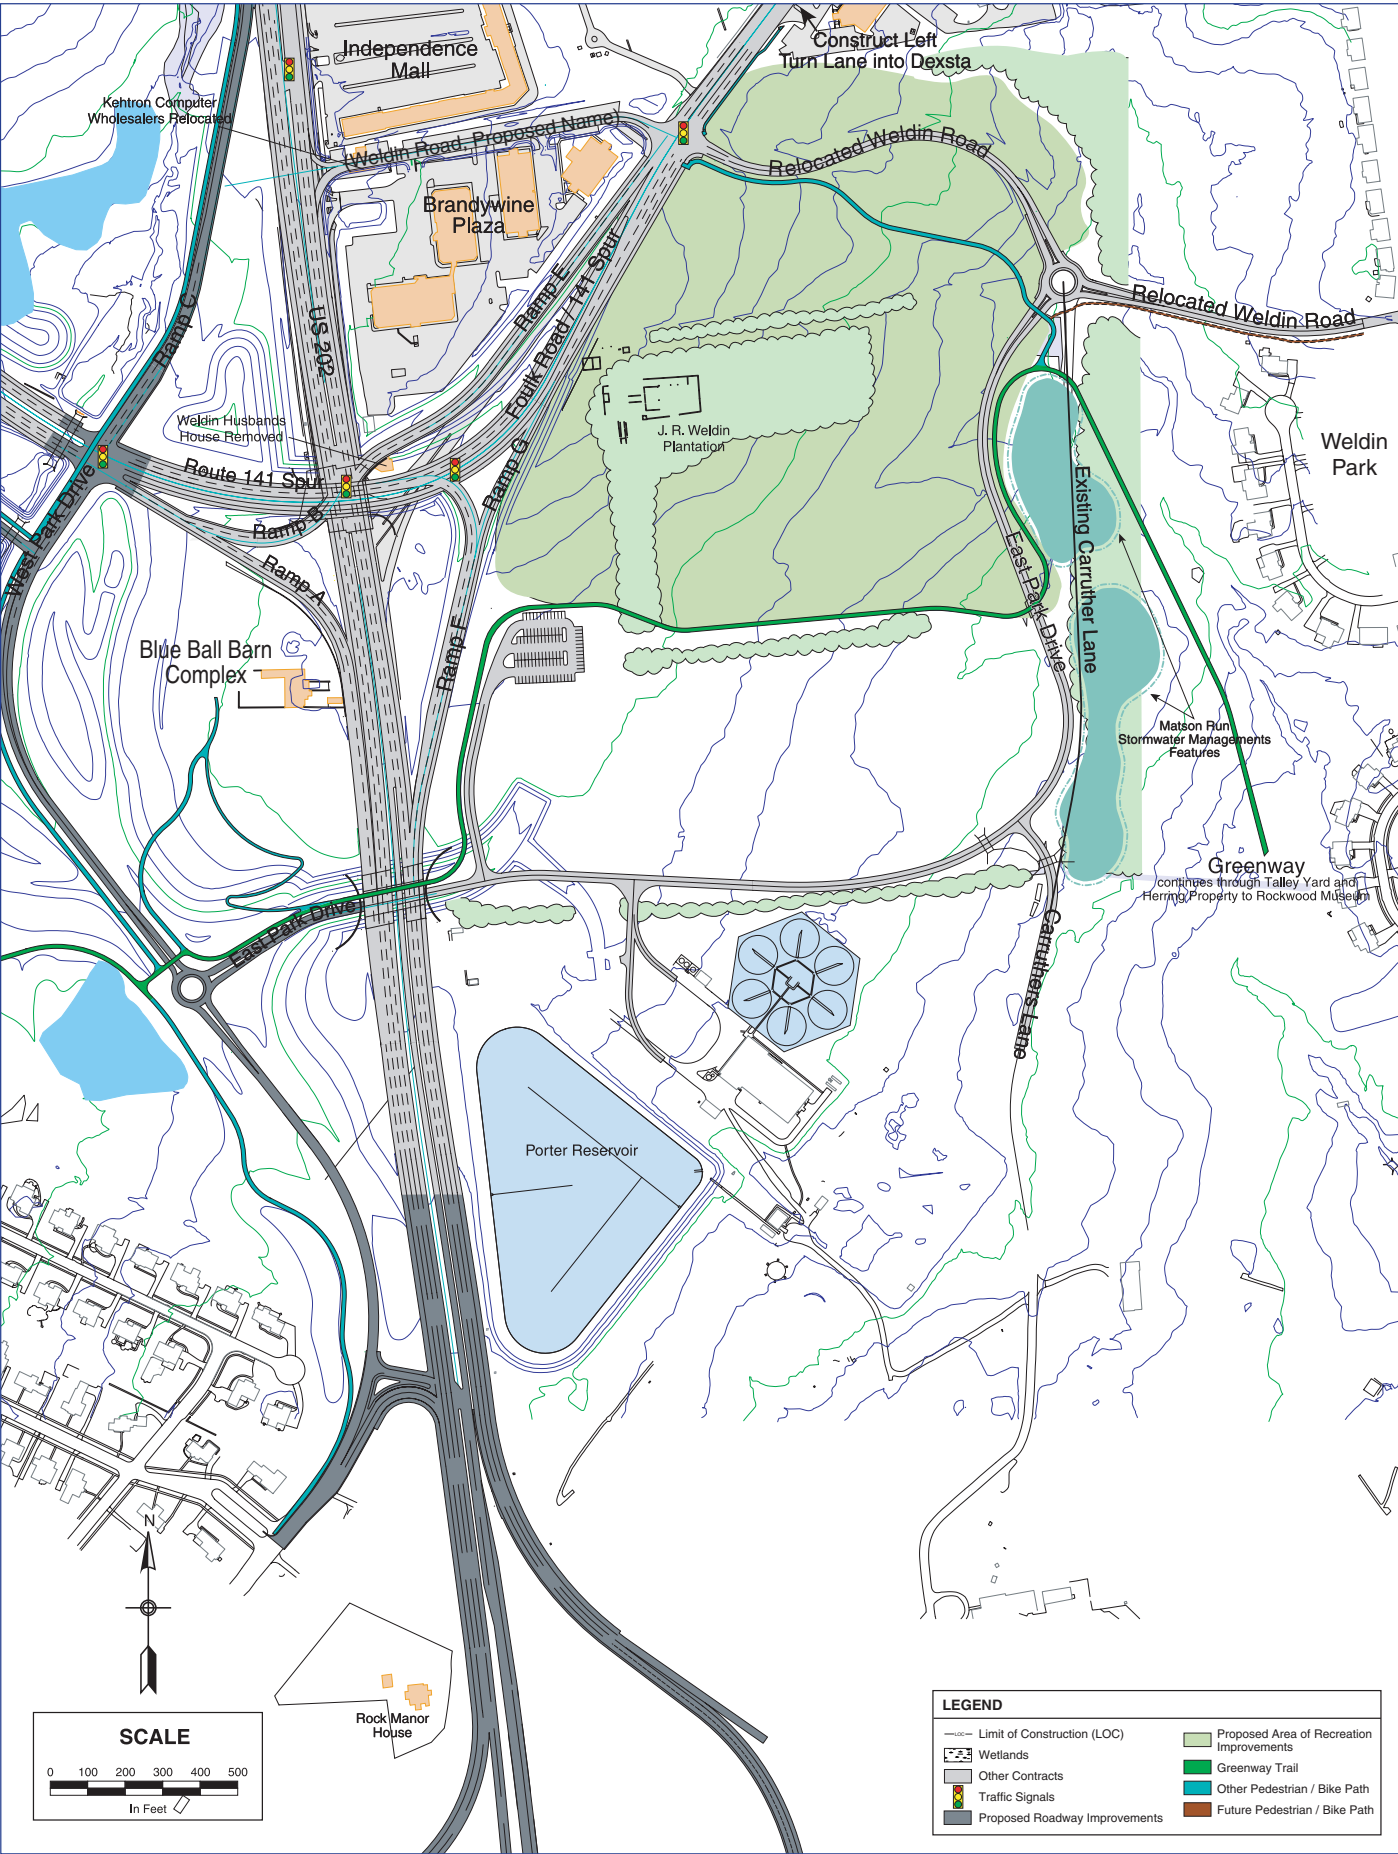 Independence
Mall
Construct Left
Turn Lane into Dexsta
Kehtron Computer
Wholesalers Relocated
(Weldin Road, Proposed Name)
Relocated Weldin Road
Brandywine
Plaza
Ramp E
Foulk Road / 141 Spur
Ramp C
US 202
Relocated Weldin Road
Weldin Husbands
House Removed
J. R. Weldin
Plantation
Weldin
Park
Route 141 Spur
Ramp G
Ramp B
West Park Drive
Ramp A
Existing Carruther Lane
East Park Drive
Ramp F
Blue Ball Barn
Complex
Matson Run
Stormwater Managements
Features
Greenway
continues through Talley Yard and
Herring Property to Rockwood Museum
East Park Drive
Carruthers Lane
Porter Reservoir
N
Rock Manor
House
SCALE
0 100 200 300 400 500
In Feet
LEGEND
LOC Limit of Construction (LOC)
Wetlands
Other Contracts
Traffic Signals
Proposed Roadway Improvements
Proposed Area of Recreation
Improvements
Greenway Trail
Other Pedestrian / Bike Path
Future Pedestrian / Bike Path